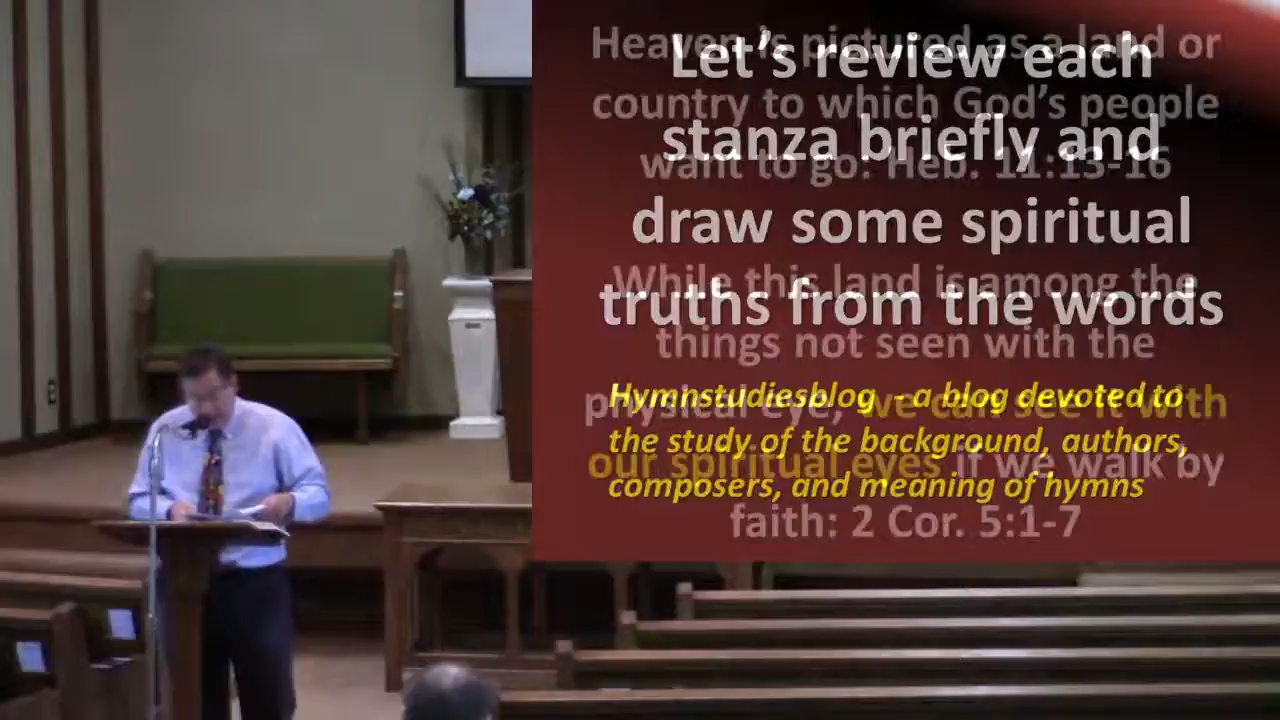 Let's review each
stanza briefly and
draw some spiritual
truths from the words
Hymnstudiesblog - a blog devoted to
the study of the background, authors,
composers, and meaning of hymns
Heaven is pictured as a land or
country to which God's people
want to go: Heb. 11:13-16
While this land is among the
things not seen with the
physical eye, we can see it with
our spiritual eyes if we walk by
faith: 2 Cor. 5:1-7